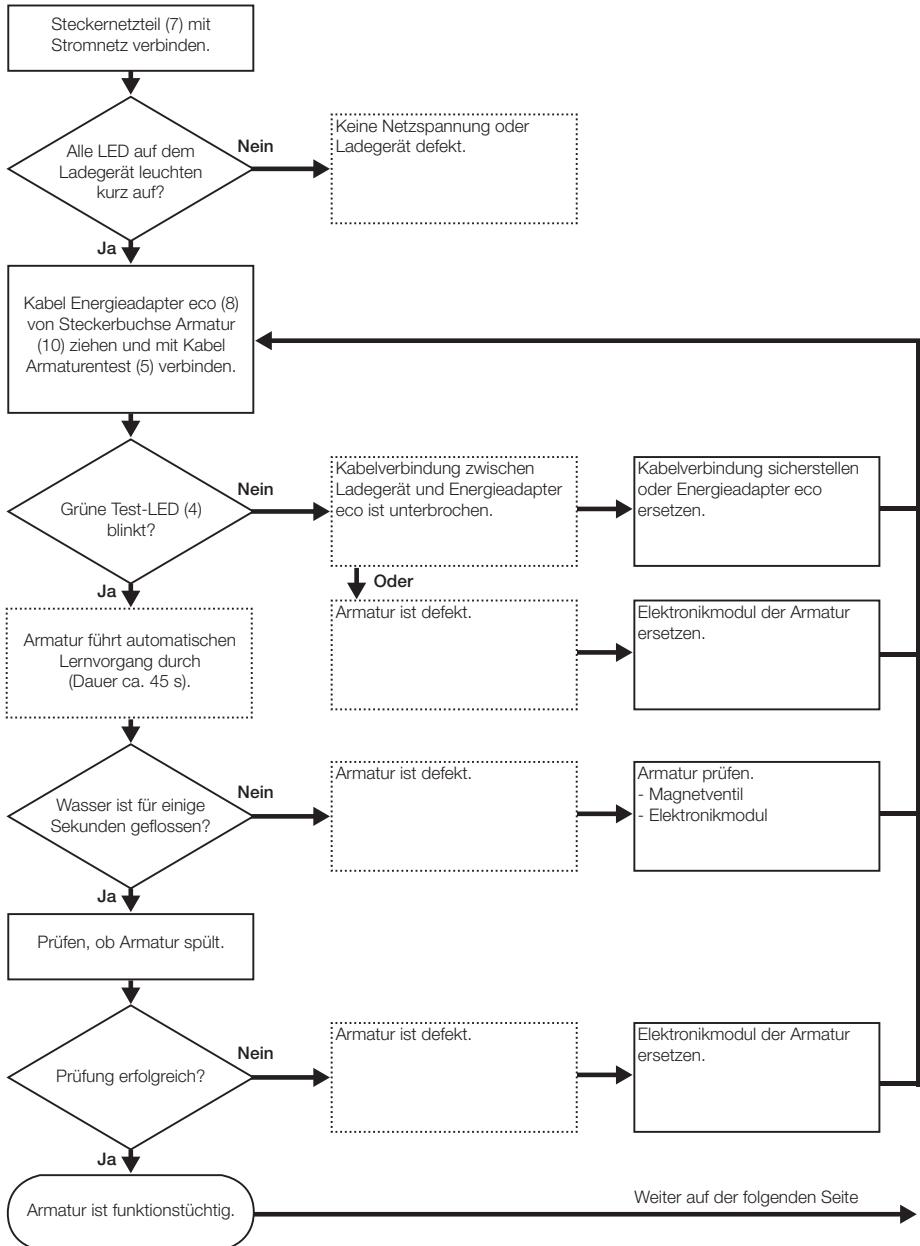 Steckernetzteil (7) mit
Stromnetz verbinden.
Alle LED auf dem
Ladegerät leuchten
kurz auf?
Nein
Keine Netzspannung oder
Ladegerät defekt.
Ja
Kabel Energieadapter eco (8)
von Steckerbuchse Armatur
(10) ziehen und mit Kabel
Armaturentest (5) verbinden.
Grüne Test-LED (4)
blinkt?
Nein
Kabelverbindung zwischen
Ladegerät und Energieadapter
eco ist unterbrochen.
Kabelverbindung sicherstellen
oder Energieadapter eco
ersetzen.
Oder
Armatur ist defekt.
Elektronikmodul der Armatur
ersetzen.
Ja
Armatur führt automatischen
Lernvorgang durch
(Dauer ca. 45 s).
Wasser ist für einige
Sekunden geflossen?
Nein
Armatur ist defekt.
Armatur prüfen.
- Magnetventil
- Elektronikmodul
Ja
Prüfen, ob Armatur spült.
Prüfung erfolgreich?
Nein
Armatur ist defekt.
Elektronikmodul der Armatur
ersetzen.
Ja
Armatur ist funktionstüchtig.
Weiter auf der folgenden Seite